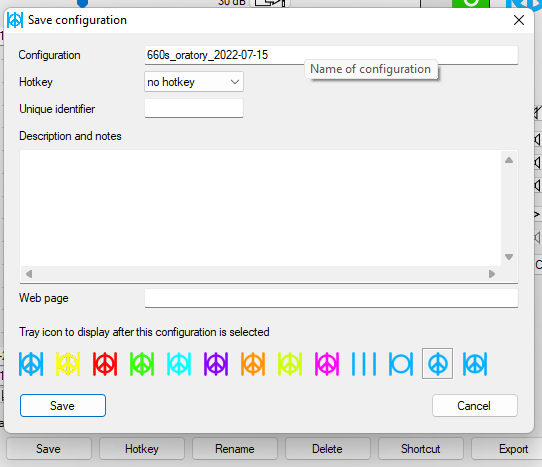 30 dB
Save configuration
Configuration
660s_oratory_2022-07-15
Name of configuration
Hotkey
no hotkey
Unique identifier
Description and notes
Web page
Tray icon to display after this configuration is selected
Save
Cancel
Save
Hotkey
Rename
Delete
Shortcut
Export